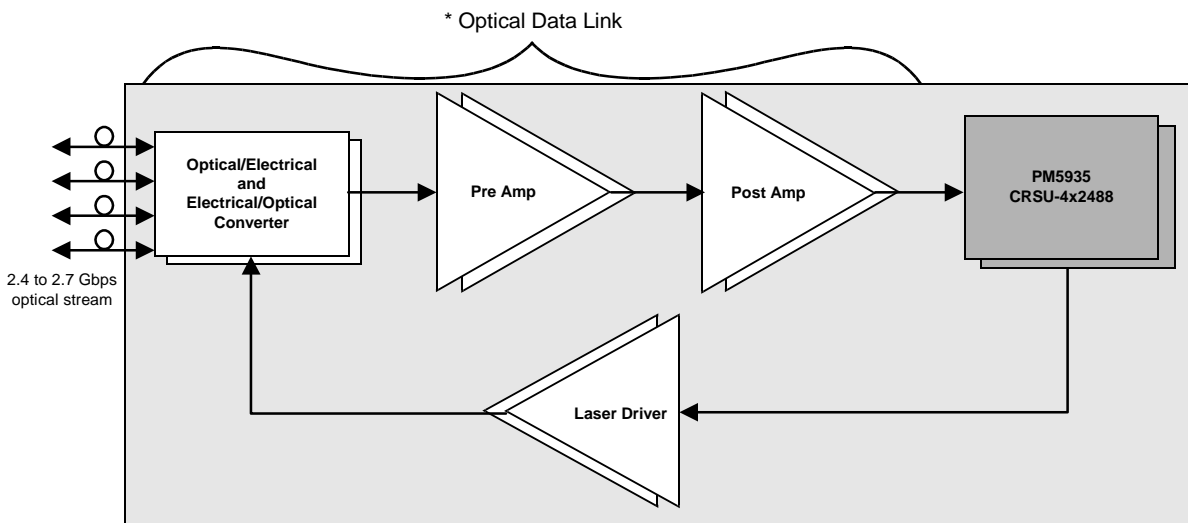 * Optical Data Link
Optical/Electrical
and
Electrical/Optical
Converter
Pre Amp
Post Amp
PM5935
CRSU-4x2488
2.4 to 2.7 Gbps
optical stream
Laser Driver